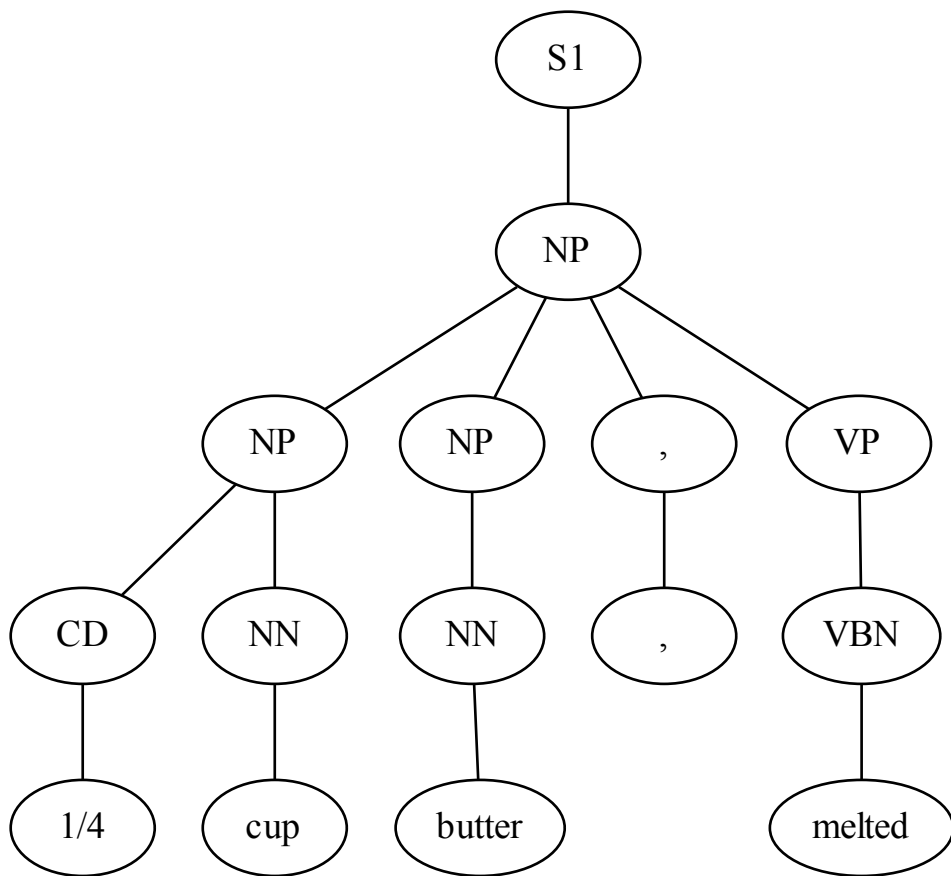 S1
NP
NP NP , VP
CD NN NN , VBN
1/4 cup butter melted